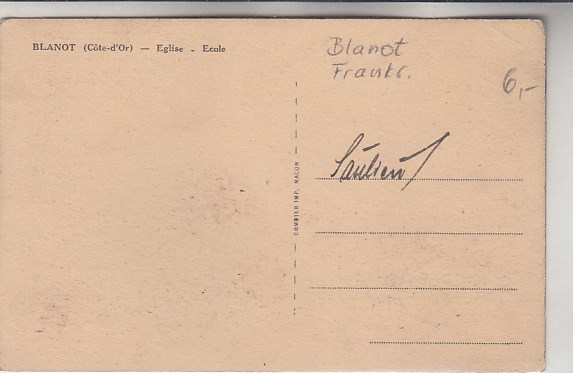 BLANOT (Côte-d'Or) — Eglise - Ecole
Blanot
Frankr.
6,-
Saulieu
COMBIER IMP. MACON